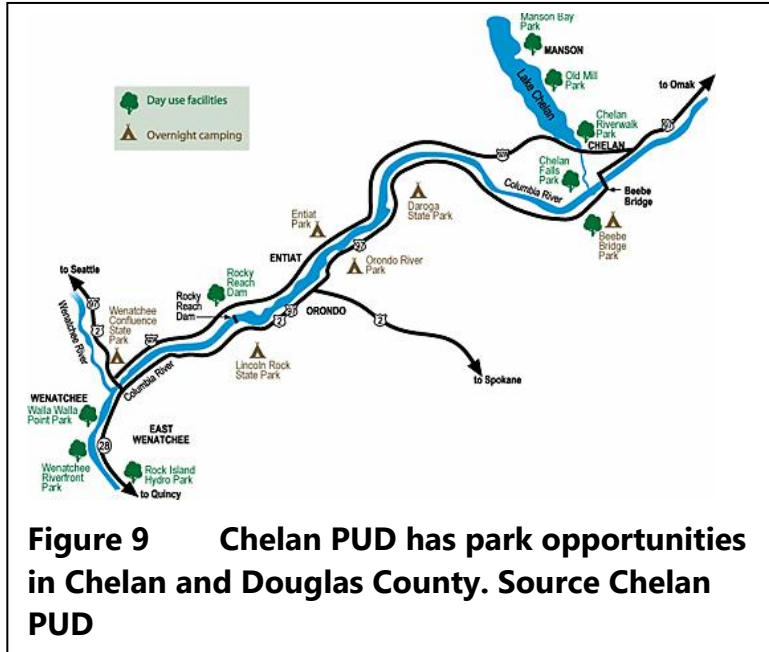 Manson Bay
Park
MANSON
Lake Chelan
Old Mill
Park
to Omak
Day use facilities
Overnight camping
Chelan
Riverwalk
Park
97
CHELAN
Chelan
Falls
Park
Columbia River
Beebe
Bridge
Daroga
State Park
Entiat
Park
Beebe
Bridge
Park
97
ENTIAT
Orondo River
Park
to Seattle
Rocky
Reach
Dam
Rocky
Reach
Dam
97
2
Wenatchee River
Wenatchee
Confluence
State
Park
97
2
ORONDO
2
Lincoln Rock
State Park
to Spokane
Columbia River
WENATCHEE
Walla Walla
Point Park
EAST
WENATCHEE
28
Wenatchee
Riverfront
Park
Rock Island
Hydro Park
to Quincy
Figure 9 Chelan PUD has park opportunities
in Chelan and Douglas County. Source Chelan
PUD